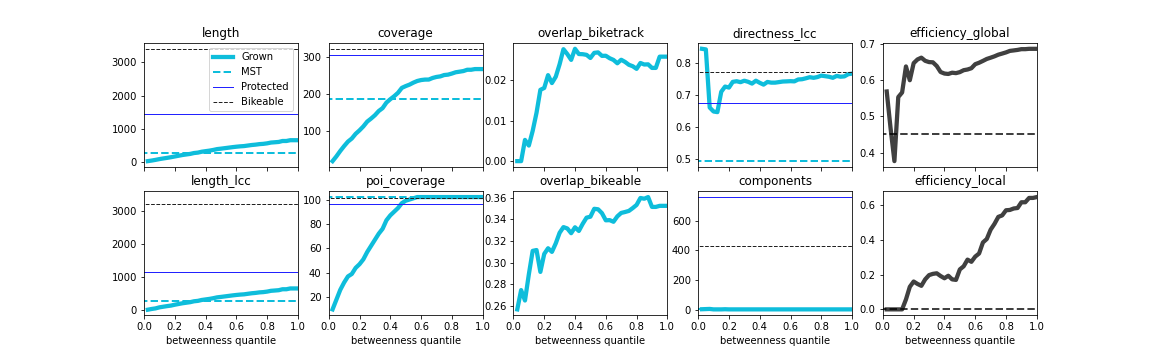 length
coverage
overlap_biketrack
directness_lcc
efficiency_global
3000
2000
1000
0
Grown
MST
Protected
Bikeable
300
200
100
0.02
0.01
0.00
0.8
0.7
0.6
0.5
0.7
0.6
0.5
0.4
length_lcc
poi_coverage
overlap_bikeable
components
efficiency_local
3000
2000
1000
0
100
80
60
40
20
0.36
0.34
0.32
0.30
0.28
0.26
600
400
200
0
0.6
0.4
0.2
0.0
0.0 0.2 0.4 0.6 0.8 1.0
0.0 0.2 0.4 0.6 0.8 1.0
0.0 0.2 0.4 0.6 0.8 1.0
0.0 0.2 0.4 0.6 0.8 1.0
0.0 0.2 0.4 0.6 0.8 1.0
betweenness quantile
betweenness quantile
betweenness quantile
betweenness quantile
betweenness quantile